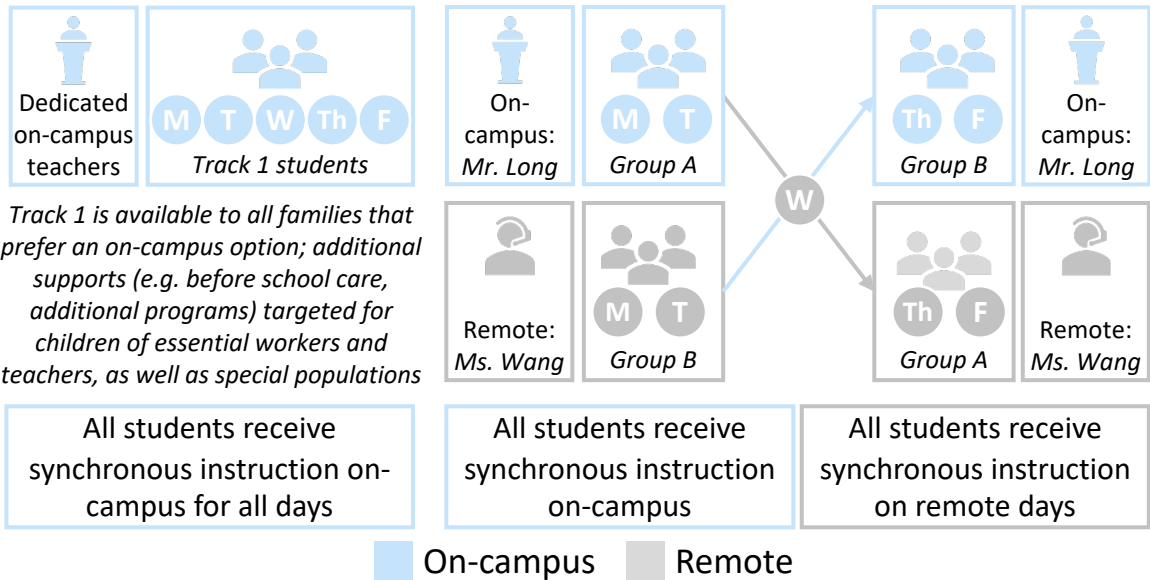 Dedicated
on-campus
teachers
M T W Th F
Track 1 students
Track 1 is available to all families that
prefer an on-campus option; additional
supports (e.g. before school care,
additional programs) targeted for
children of essential workers and
teachers, as well as special populations
All students receive
synchronous instruction on-
campus for all days
On-
campus:
Mr. Long
M T
Group A
Th F
Group B
On-
campus:
Mr. Long
W
Remote:
Ms. Wang
M T
Group B
Th F
Group A
Remote:
Ms. Wang
All students receive
synchronous instruction
on-campus
All students receive
synchronous instruction
on remote days
On-campus
Remote